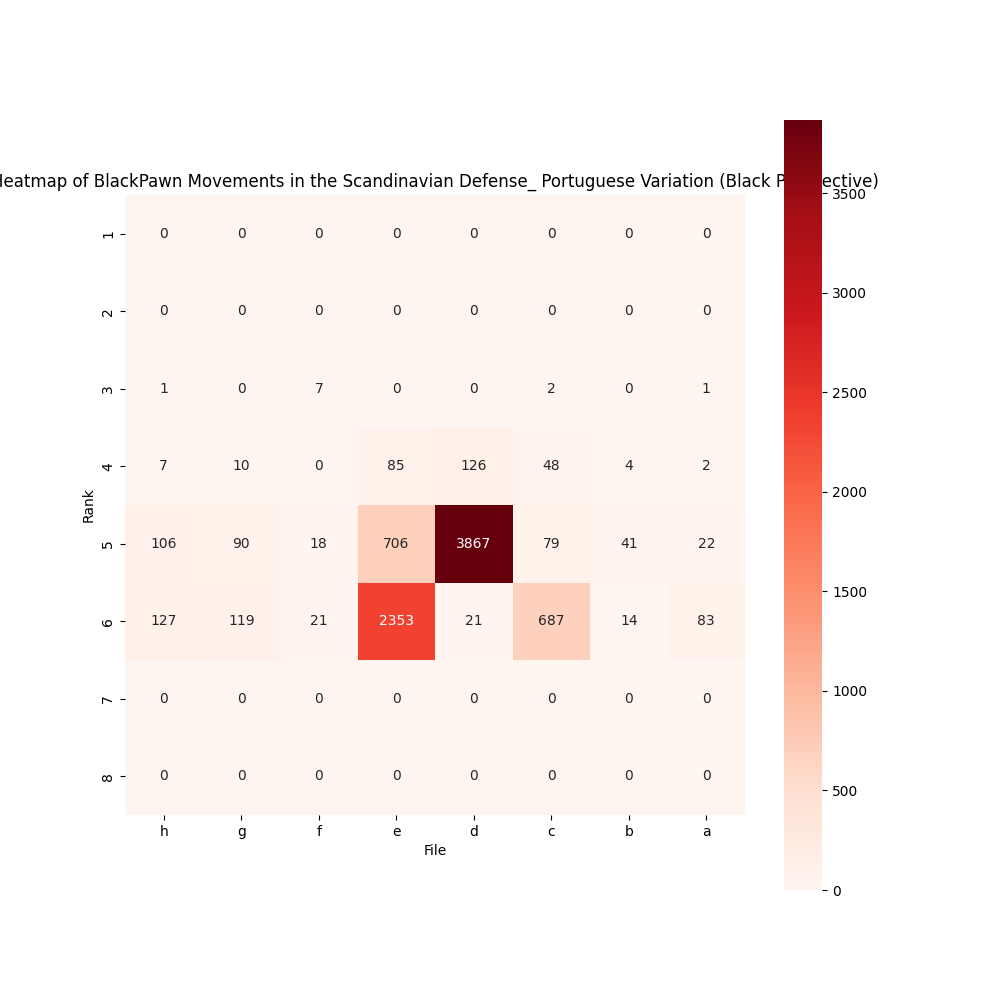 Heatmap of BlackPawn Movements in the Scandinavian Defense_ Portuguese Variation (Black P ective)
3500
1 0 0 0 0 0 0 0 0
3000
2 0 0 0 0 0 0 0 0
3 1 0 7 0 0 2 0 1
2500
4 7 10 0 85 126 48 4 2
Rank
2000
5 106 90 18 706 3867 79 41 22
1500
6 127 119 21 2353 21 687 14 83
1000
7 0 0 0 0 0 0 0 0
8 0 0 0 0 0 0 0 0
500
h g f e d c b a
File
0